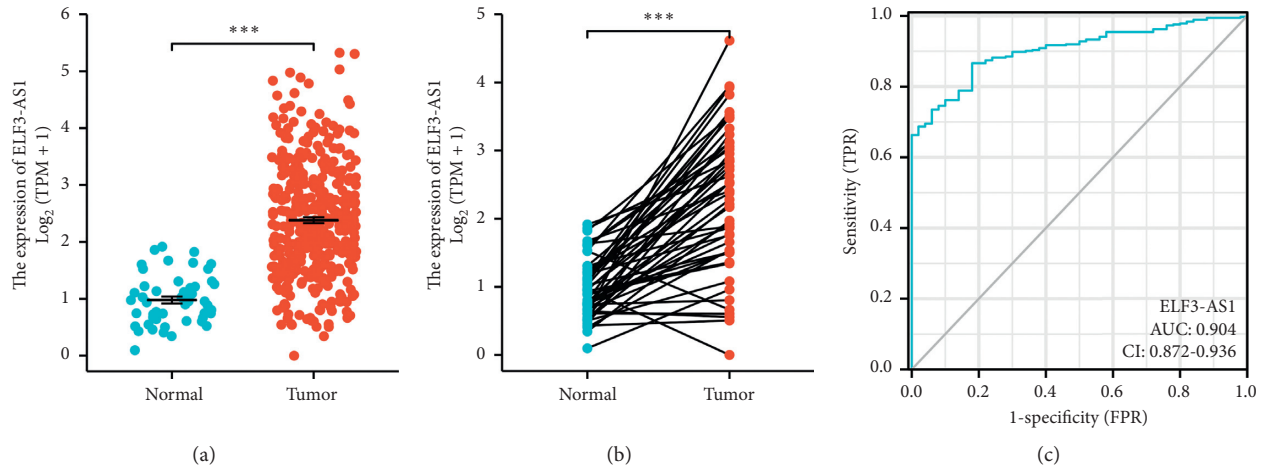 The expression of ELF3-AS1
Log₂ (TPM + 1)
6
5
4
3
2
1
0
***
Normal
Tumor
(a)
The expression of ELF3-AS1
Log₂ (TPM + 1)
5
4
3
2
1
0
***
Normal
Tumor
(b)
Sensitivity (TPR)
1.0
0.8
0.6
0.4
0.2
0.0
ELF3-AS1
AUC: 0.904
CI: 0.872-0.936
0.0
0.2
0.4
0.6
0.8
1.0
1-specificity (FPR)
(c)